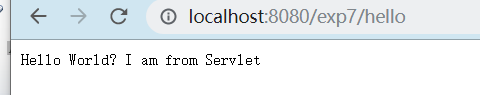 localhost:8080/exp7/hello
Hello World? I am from Servlet